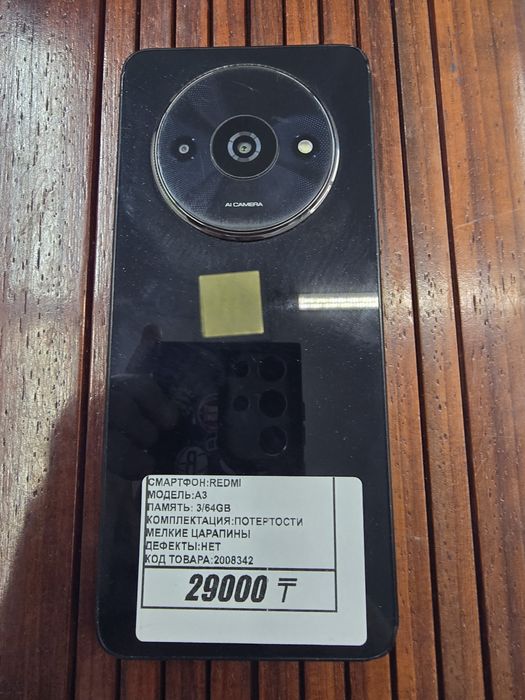 AI CAMERA
СМАРТФОН:REDMI
МОДЕЛЬ:A3
ПАМЯТЬ: 3/64GB
КОМПЛЕКТАЦИЯ:ПОТЕРТОСТИ
МЕЛКИЕ ЦАРАПИНЫ
ДЕФЕКТЫ:НЕТ
КОД ТОВАРА:2008342
29000 ₸